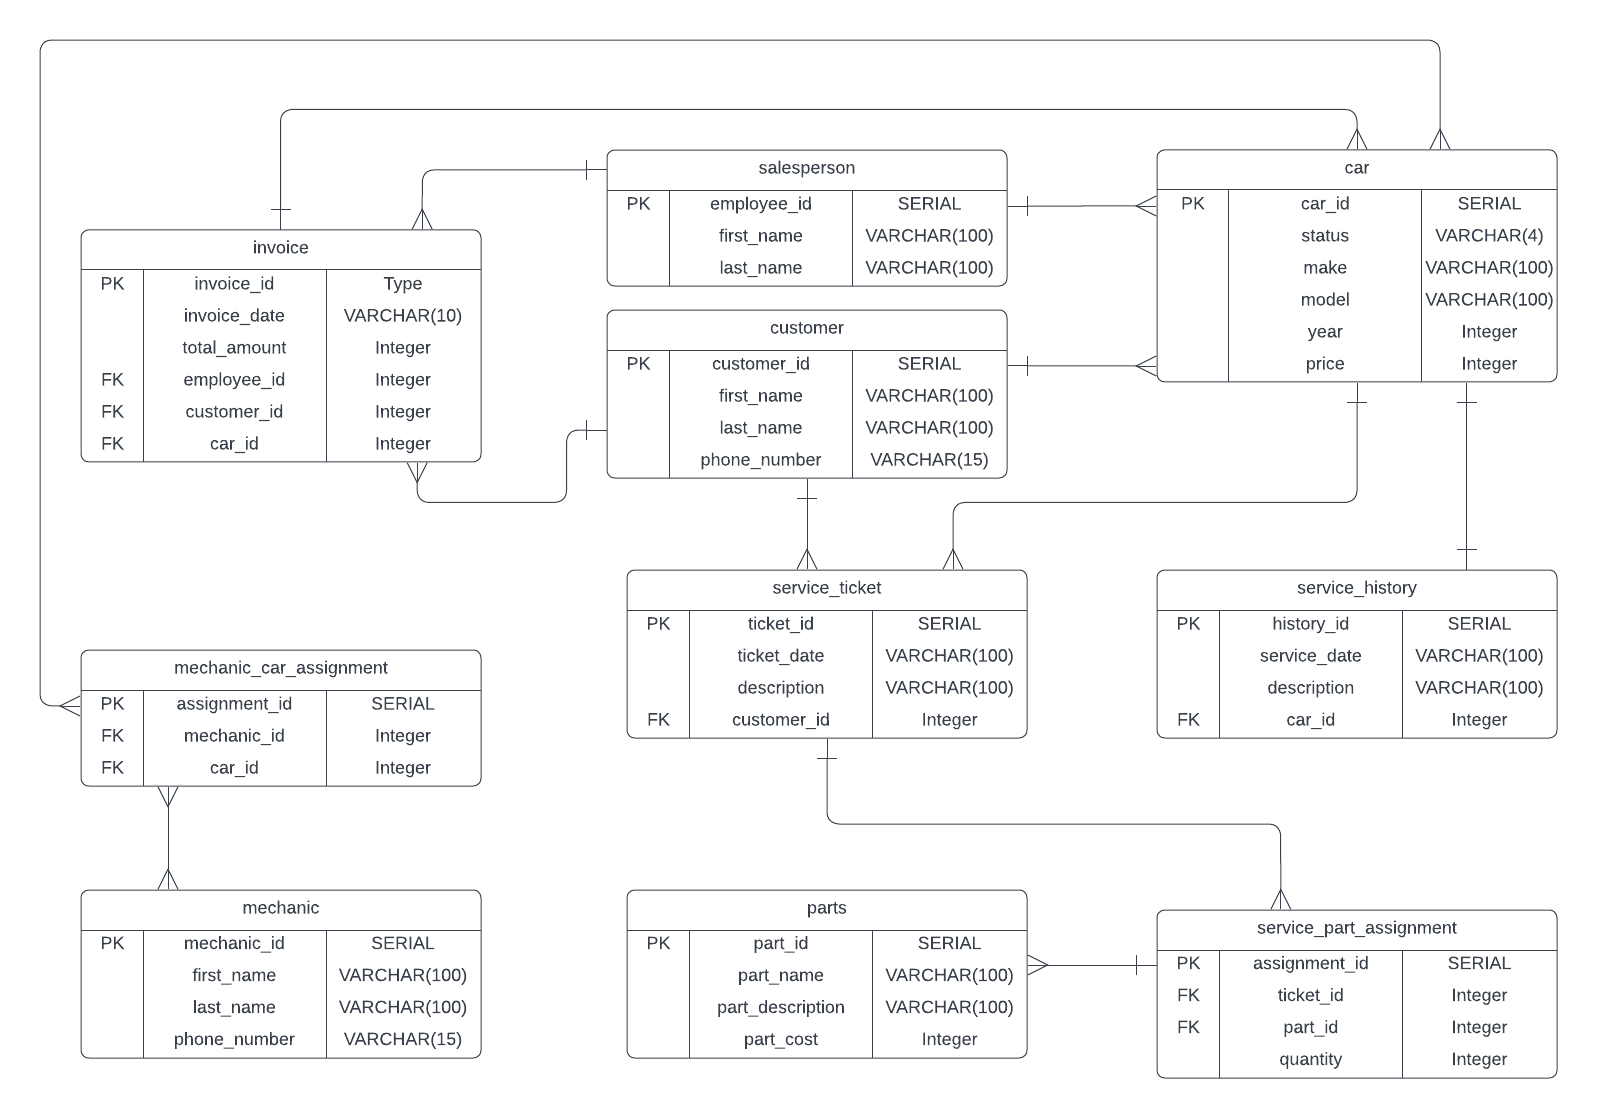 salesperson
PK employee_id SERIAL
first_name VARCHAR(100)
last_name VARCHAR(100)
car
PK car_id SERIAL
status VARCHAR(4)
make VARCHAR(100)
model VARCHAR(100)
year Integer
price Integer
invoice
PK invoice_id Type
invoice_date VARCHAR(10)
total_amount Integer
FK employee_id Integer
FK customer_id Integer
FK car_id Integer
customer
PK customer_id SERIAL
first_name VARCHAR(100)
last_name VARCHAR(100)
phone_number VARCHAR(15)
service_ticket
PK ticket_id SERIAL
ticket_date VARCHAR(100)
description VARCHAR(100)
FK customer_id Integer
service_history
PK history_id SERIAL
service_date VARCHAR(100)
description VARCHAR(100)
FK car_id Integer
mechanic_car_assignment
PK assignment_id SERIAL
FK mechanic_id Integer
FK car_id Integer
mechanic
PK mechanic_id SERIAL
first_name VARCHAR(100)
last_name VARCHAR(100)
phone_number VARCHAR(15)
parts
PK part_id SERIAL
part_name VARCHAR(100)
part_description VARCHAR(100)
part_cost Integer
service_part_assignment
PK assignment_id SERIAL
FK ticket_id Integer
FK part_id Integer
quantity Integer